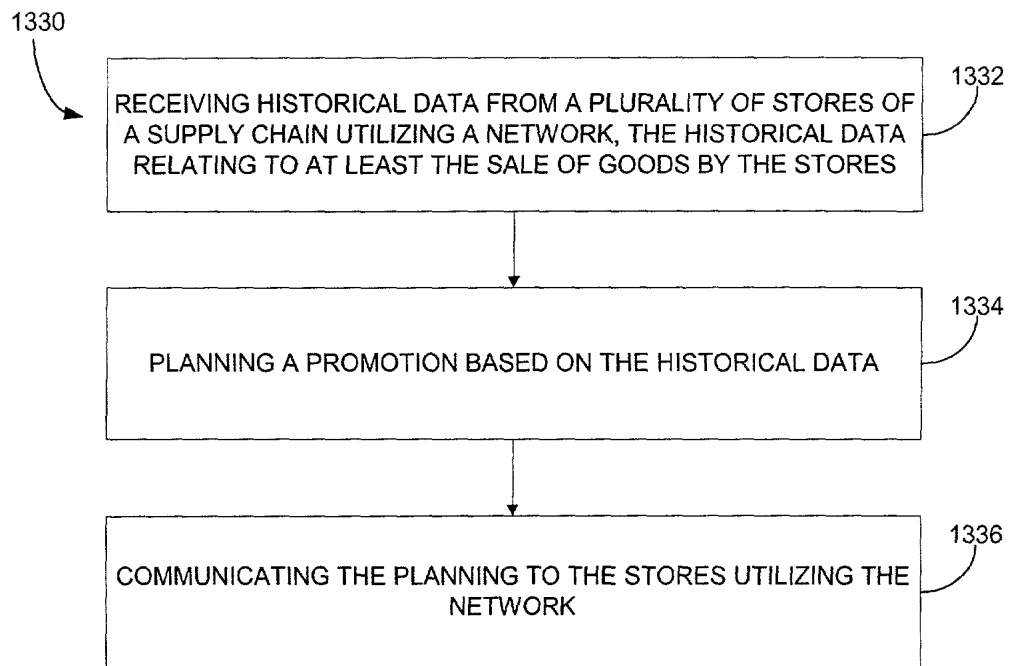 1330
1332
RECEIVING HISTORICAL DATA FROM A PLURALITY OF STORES OF
A SUPPLY CHAIN UTILIZING A NETWORK, THE HISTORICAL DATA
RELATING TO AT LEAST THE SALE OF GOODS BY THE STORES
1334
PLANNING A PROMOTION BASED ON THE HISTORICAL DATA
1336
COMMUNICATING THE PLANNING TO THE STORES UTILIZING THE
NETWORK